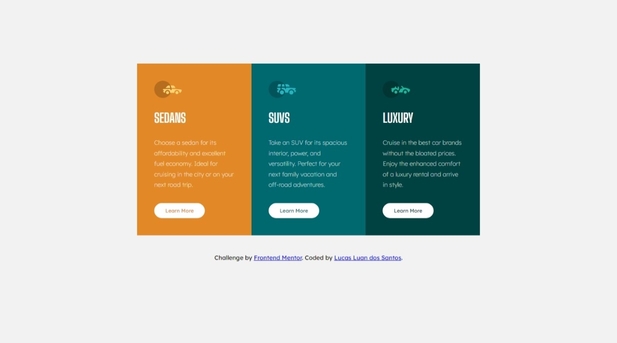 SEDANS
Choose a sedan for its
affordability and excellent
fuel economy. Ideal for
cruising in the city or on your
next road trip.
Learn More
SUVS
Take an SUV for its spacious
interior, power, and
versatility. Perfect for your
next family vacation and
off-road adventures.
Learn More
LUXURY
Cruise in the best car brands
without the bloated prices.
Enjoy the enhanced comfort
of a luxury rental and arrive
in style.
Learn More
Challenge by Frontend Mentor. Coded by Lucas Luan dos Santos.